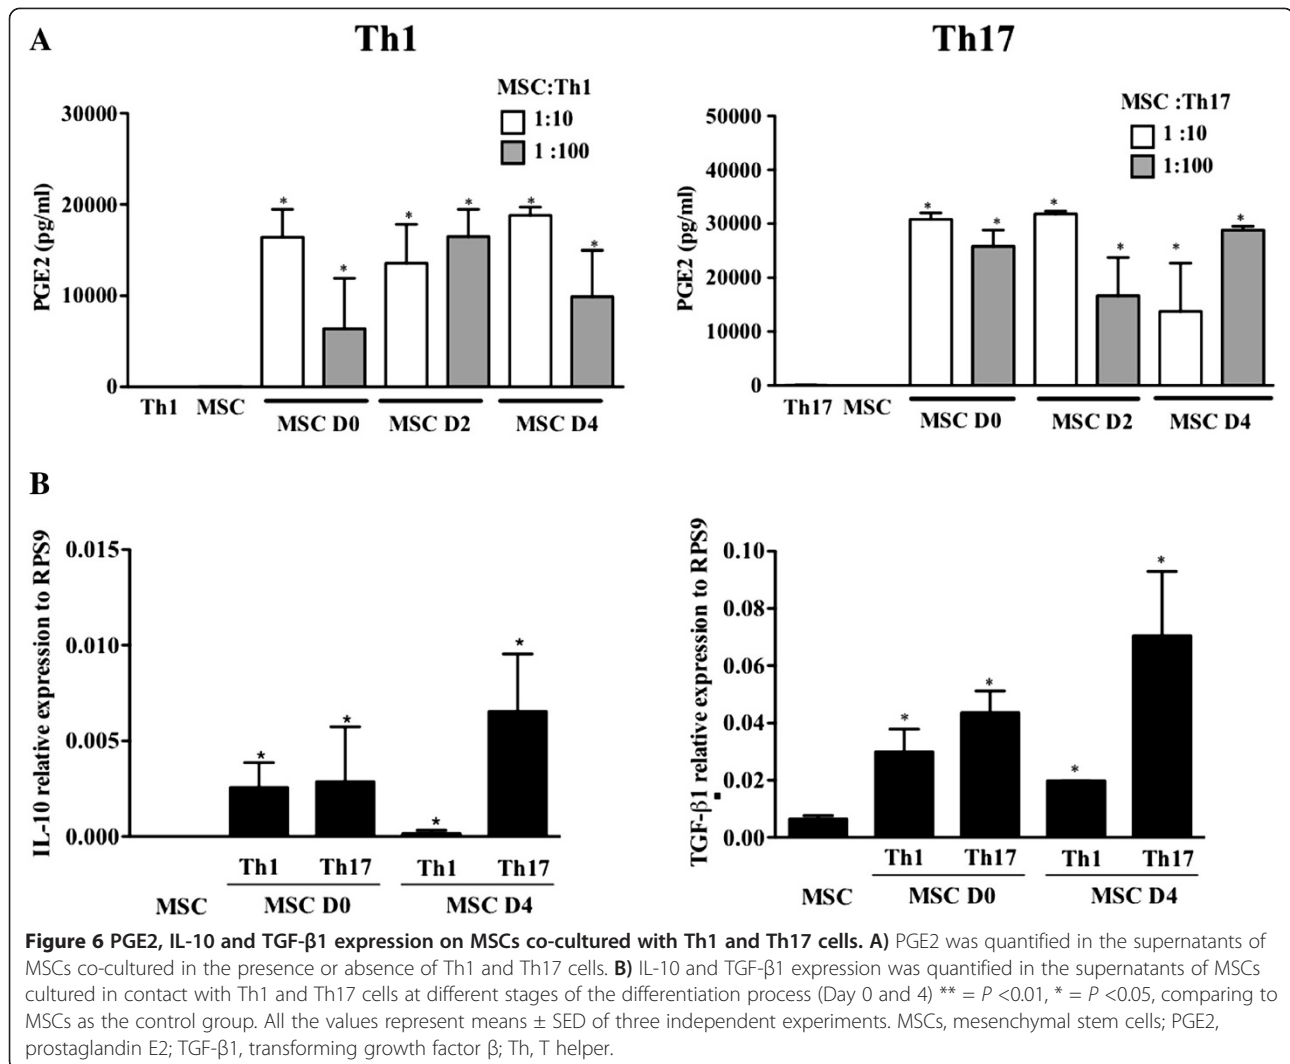 A
Th1
Th17
MSC:Th1
1:10
1 :100
30000
20000
10000
0
PGE2 (pg/ml)
* * * * * *
Th1 MSC MSC D0 MSC D2 MSC D4
MSC :Th17
1 :10
1:100
50000
40000
30000
20000
10000
0
PGE2 (pg/ml)
* * * * * *
Th17 MSC MSC D0 MSC D2 MSC D4
B
0.015
0.010
0.005
0.000
IL-10 relative expression to RPS9
* * * *
Th1 Th17 Th1 Th17
MSC MSC D0 MSC D4
0.10
0.08
0.06
0.04
0.02
0.00
TGF-β1 relative expression to RPS9
* * * *
Th1 Th17 Th1 Th17
MSC MSC D0 MSC D4
Figure 6 PGE2, IL-10 and TGF-β1 expression on MSCs co-cultured with Th1 and Th17 cells. A) PGE2 was quantified in the supernatants of
MSCs co-cultured in the presence or absence of Th1 and Th17 cells. B) IL-10 and TGF-β1 expression was quantified in the supernatants of MSCs
cultured in contact with Th1 and Th17 cells at different stages of the differentiation process (Day 0 and 4) ** = P <0.01, * = P <0.05, comparing to
MSCs as the control group. All the values represent means ± SED of three independent experiments. MSCs, mesenchymal stem cells; PGE2,
prostaglandin E2; TGF-β1, transforming growth factor β; Th, T helper.